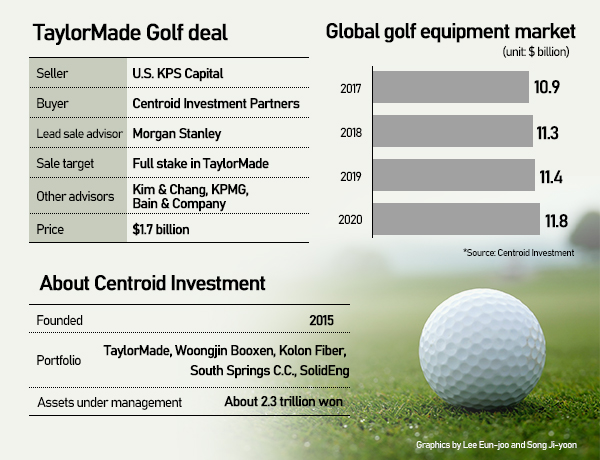 TaylorMade Golf deal
Seller U.S. KPS Capital
Buyer Centroid Investment Partners
Lead sale advisor Morgan Stanley
Sale target Full stake in TaylorMade
Other advisors Kim & Chang, KPMG,
Bain & Company
Price $1.7 billion
Global golf equipment market
(unit: $ billion)
2017 10.9
2018 11.3
2019 11.4
2020 11.8
*Source: Centroid Investment
About Centroid Investment
Founded 2015
Portfolio TaylorMade, Woongjin Booxen, Kolon Fiber,
South Springs C.C., SolidEng
Assets under management About 2.3 trillion won
Graphics by Lee Eun-joo and Song Ji-yoon